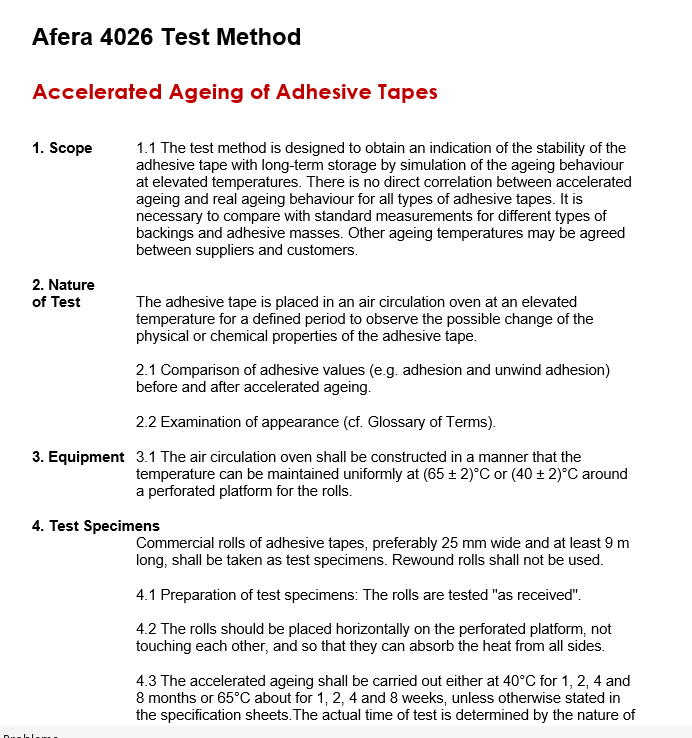 Afera 4026 Test Method
Accelerated Ageing of Adhesive Tapes
1. Scope 1.1 The test method is designed to obtain an indication of the stability of the
adhesive tape with long-term storage by simulation of the ageing behaviour
at elevated temperatures. There is no direct correlation between accelerated
ageing and real ageing behaviour for all types of adhesive tapes. It is
necessary to compare with standard measurements for different types of
backings and adhesive masses. Other ageing temperatures may be agreed
between suppliers and customers.
2. Nature
of Test The adhesive tape is placed in an air circulation oven at an elevated
temperature for a defined period to observe the possible change of the
physical or chemical properties of the adhesive tape.
2.1 Comparison of adhesive values (e.g. adhesion and unwind adhesion)
before and after accelerated ageing.
2.2 Examination of appearance (cf. Glossary of Terms).
3. Equipment 3.1 The air circulation oven shall be constructed in a manner that the
temperature can be maintained uniformly at (65 ± 2)°C or (40 ± 2)°C around
a perforated platform for the rolls.
4. Test Specimens
Commercial rolls of adhesive tapes, preferably 25 mm wide and at least 9 m
long, shall be taken as test specimens. Rewound rolls shall not be used.
4.1 Preparation of test specimens: The rolls are tested "as received".
4.2 The rolls should be placed horizontally on the perforated platform, not
touching each other, and so that they can absorb the heat from all sides.
4.3 The accelerated ageing shall be carried out either at 40°C for 1, 2, 4 and
8 months or 65°C about for 1, 2, 4 and 8 weeks, unless otherwise stated in
the specification sheets.The actual time of test is determined by the nature of